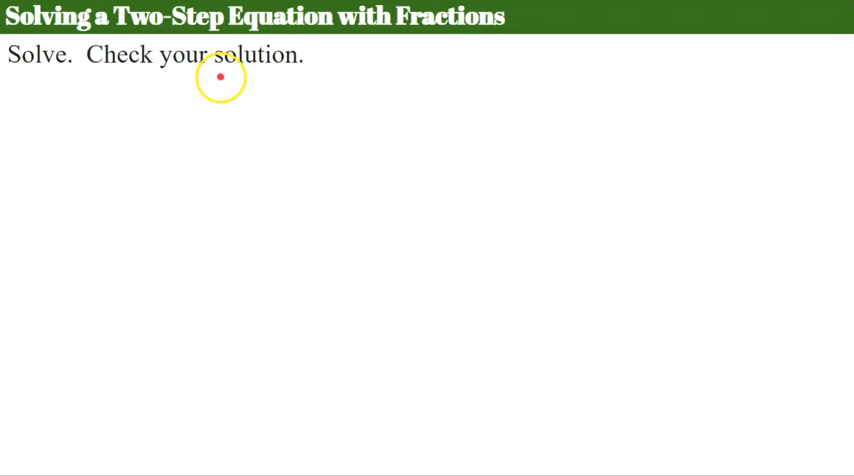 Solving a Two-Step Equation with Fractions
Solve. Check your solution.